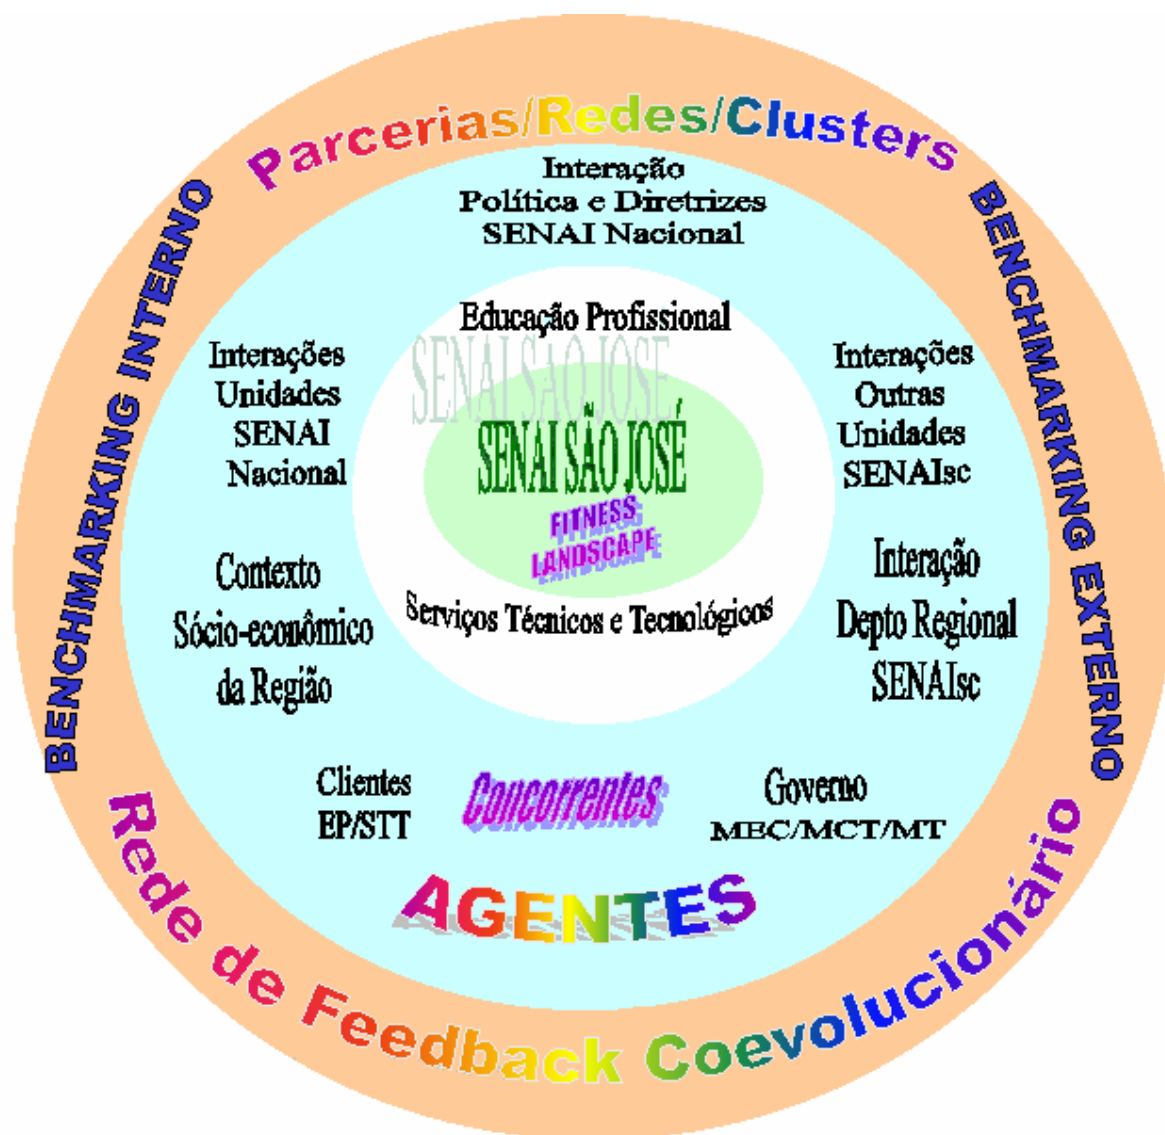 Parcerias/Redes/Clusters
BENCHMARKING INTERNO
BENCHMARKING EXTERNO
Interação
Política e Diretrizes
SENAI Nacional
Educação Profissional
SENAI SÃO JOSÉ
SENAI SÃO JOSÉ
FITNESS
LANDSCAPE
Serviços Técnicos e Tecnológicos
Interações
Unidades
SENAI
Nacional
Interações
Outras
Unidades
SENAIsc
Contexto
Sócio-econômico
da Região
Interação
Depto Regional
SENAIsc
Clientes
EP/STT
Concorrentes
Governo
MEC/MCT/MT
AGENTES
Rede de Feedback Coevolucionário